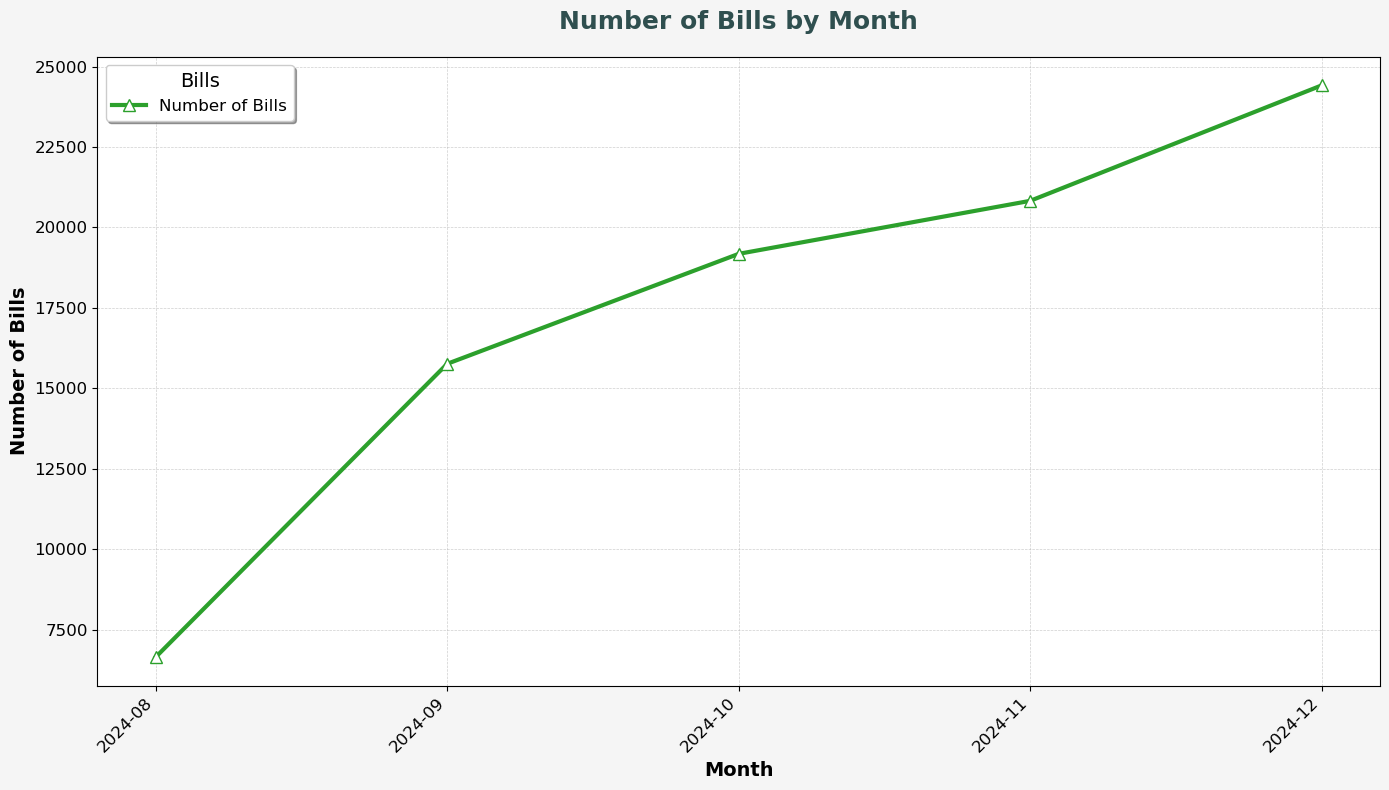 Number of Bills by Month
Bills
Number of Bills
Number of Bills
25000
22500
20000
17500
15000
12500
10000
7500
2024-08
2024-09
2024-10
2024-11
2024-12
Month